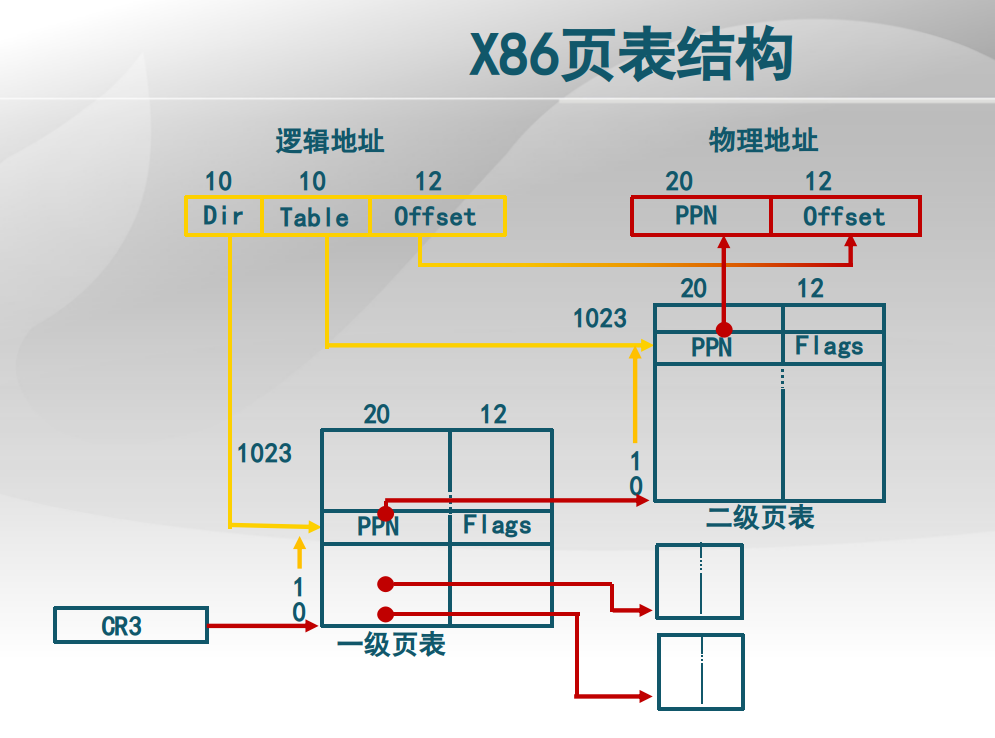 X86页表结构
逻辑地址
物理地址
10 10 12
20 12
Dir Table Offset
PPN Offset
20 12
1023
PPN Flags
20 12
1023
1
0
二级页表
PPN Flags
1
0
CR3
一级页表